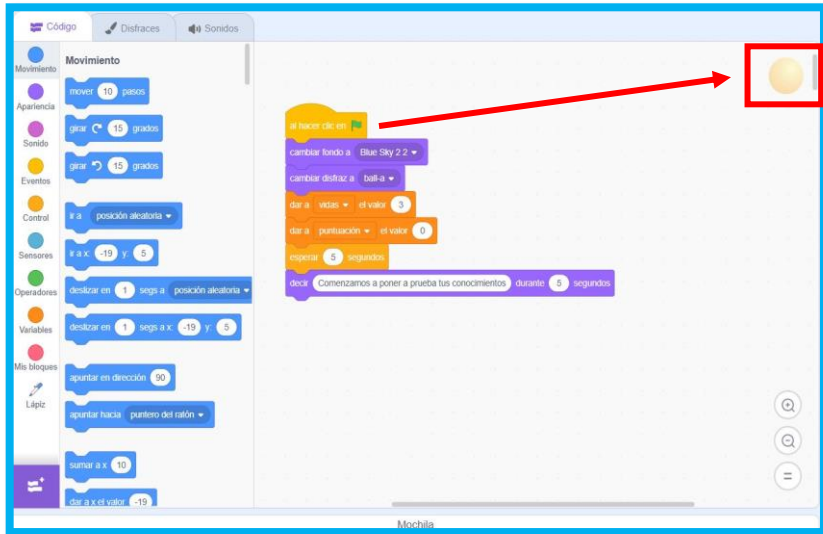 Código
Disfraces
Sonidos
Movimiento
Apariencia
Sonido
Eventos
Control
Sensores
Operadores
Variables
Mis bloques
Lápiz
Movimiento
mover 10 pasos
girar 15 grados
girar 15 grados
ir a posición aleatoria
ir a x: -19 y: 5
deslizar en 1 segs a posición aleatoria
deslizar en 1 segs a x: -19 y: 5
apuntar en dirección 90
apuntar hacia puntero del ratón
sumar a x 10
dar a x el valor -19
al hacer clic en
cambiar fondo a Blue Sky 2 2
cambiar disfraz a ball-a
dar a vidas el valor 3
dar a puntuación el valor 0
esperar 5 segundos
decir Comenzamos a poner a prueba tus conocimientos durante 5 segundos
Mochila